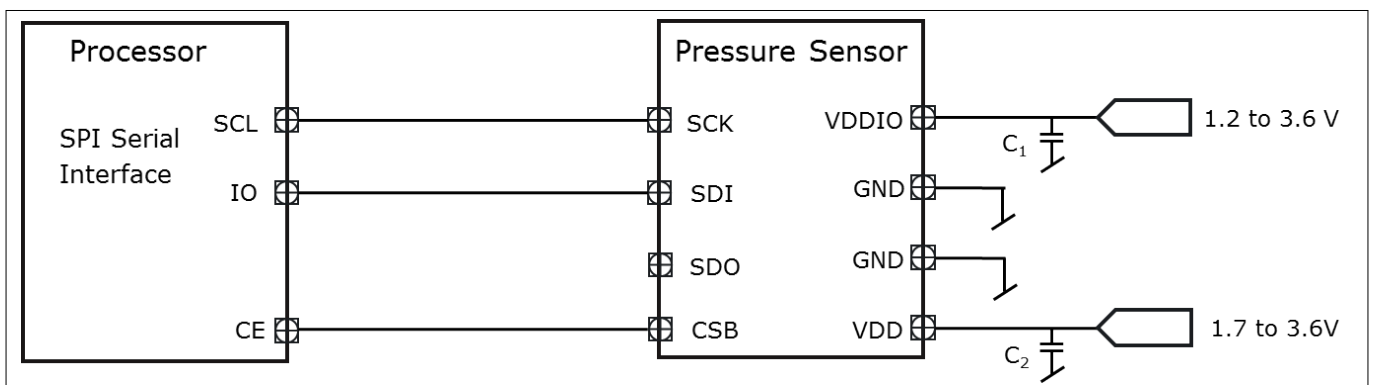 Processor
SPI Serial
Interface
SCL
IO
CE
Pressure Sensor
SCK
SDI
SDO
CSB
VDDIO
GND
GND
VDD
C₁
C₂
1.2 to 3.6 V
1.7 to 3.6V